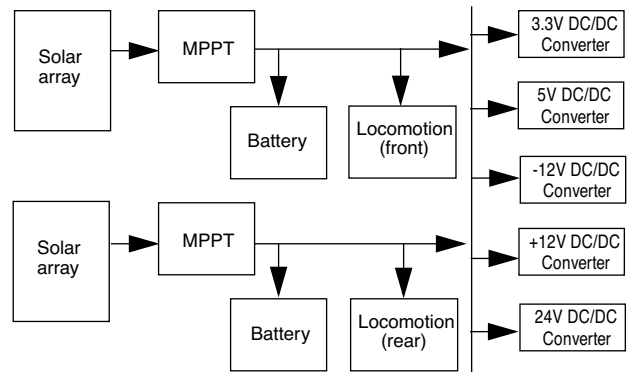 Solar
array
MPPT
Battery
Locomotion
(front)
Solar
array
MPPT
Battery
Locomotion
(rear)
3.3V DC/DC
Converter
5V DC/DC
Converter
-12V DC/DC
Converter
+12V DC/DC
Converter
24V DC/DC
Converter